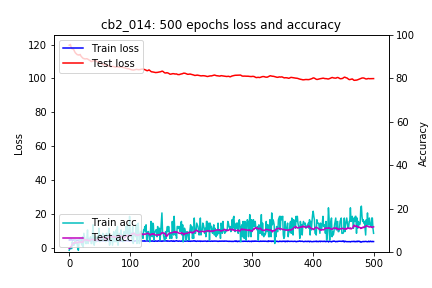 cb2_014: 500 epochs loss and accuracy
Train loss
Test loss
Train acc
Test acc
Loss
120
100
80
60
40
20
0
Accuracy
100
80
60
40
20
0
0
100
200
300
400
500